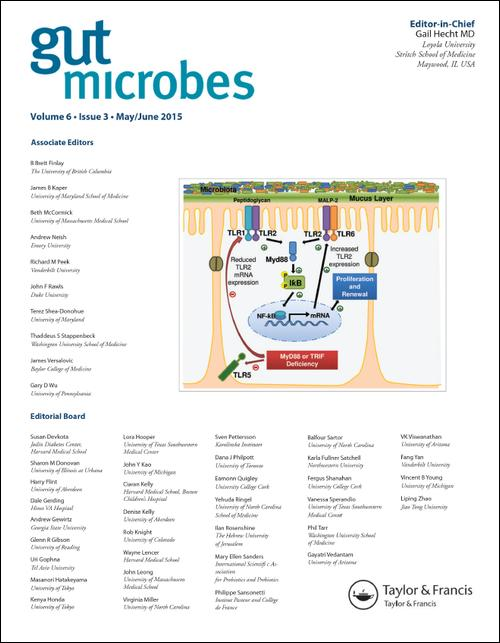 gut
microbes
Volume 6 • Issue 3 • May/June 2015
Editor-in-Chief
Gail Hecht MD
Loyola University
Stritch School of Medicine
Maywood, IL USA
Associate Editors
B Brett Finlay
The University of British Columbia
James B Kaper
University of Maryland School of Medicine
Beth McCormick
University of Massachusetts Medical School
Andrew Neish
Emory University
Richard M Peek
Vanderbilt University
John F Rawls
Duke University
Terez Shea-Donohue
University of Maryland
Thaddeus S Stappenbeck
Washington University School of Medicine
James Versalovic
Baylor College of Medicine
Gary D Wu
University of Pennsylvania
Microbiota
Mucus Layer
Peptidoglycan
MALP-2
TLR1
TLR2
TLR2
TLR6
Myd88
Reduced
TLR2
mRNA
expression
Increased
TLR2
expression
P
P
IkB
Proliferation
and
Renewal
NF-kB
mRNA
MyD88 or TRIF
Deficiency
TLR5
Editorial Board
Susan Devkota
Joslin Diabetes Center,
Harvard Medical School
Sharon M Donovan
University of Illinois at Urbana
Harry Flint
University of Aberdeen
Dale Gerding
Hines VA Hospital
Andrew Gewirtz
Georgia State University
Glenn R Gibson
University of Reading
Uri Gophna
Tel Aviv University
Masanori Hatakeyama
University of Tokyo
Kenya Honda
University of Tokyo
Lora Hooper
University of Texas Southwestern
Medical Center
John Y Kao
University of Michigan
Ciaran Kelly
Harvard Medical School, Boston
Children's Hospital
Denise Kelly
University of Aberdeen
Rob Knight
University of Colorado
Wayne Lencer
Harvard Medical School
John Leong
University of Massachusetts
Medical School
Virginia Miller
University of North Carolina
Sven Pettersson
Karolinska Institutet
Dana J Philpott
University of Toronto
Eamonn Quigley
University College Cork
Yehuda Ringel
University of North Carolina
School of Medicine
Ilan Rosenshine
The Hebrew University
of Jerusalem
Mary Ellen Sanders
International Scientifi c As-
sociation
for Probiotics and Prebiotics
Philippe Sansonetti
Institut Pasteur and College
de France
Balfour Sartor
University of North Carolina
Karla Fullner Satchell
Northwestern University
Fergus Shanahan
University College Cork
Vanessa Sperandio
University of Texas Southwestern
Medical Center
Phil Tarr
Washington University School
of Medicine
Gayatri Vedantam
University of Arizona
VK Viswanathan
University of Arizona
Fang Yan
Vanderbilt University
Vincent B Young
University of Michigan
Liping Zhao
Jiao Tong University
Taylor & Francis
Taylor & Francis